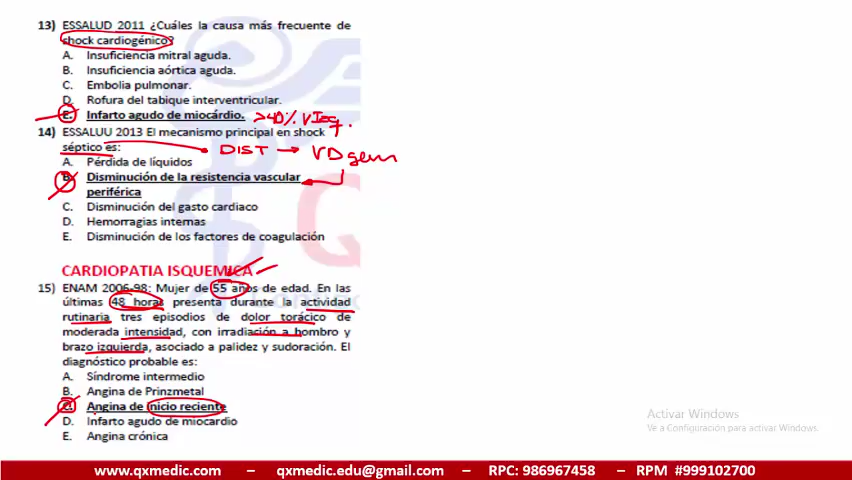 13) ESSALUD 2011 ¿Cuáles la causa más frecuente de
shock cardiogénico?
A. Insuficiencia mitral aguda.
B. Insuficiencia aórtica aguda.
C. Embolia pulmonar.
D. Rofura del tabique interventricular.
E. Infarto agudo de miocárdio. >40% VIzq.
14) ESSALUU 2013 El mecanismo principal en shock
séptico es: DIST → VD gen
A. Pérdida de líquidos
B. Disminución de la resistencia vascular
periférica
C. Disminución del gasto cardiaco
D. Hemorragias internas
E. Disminución de los factores de coagulación
CARDIOPATIA ISQUEMICA
15) ENAM 2006-98: Mujer de 55 años de edad. En las
últimas 48 horas presenta durante la actividad
rutinaria tres episodios de dolor torácico de
moderada intensidad, con irradiación a hombro y
brazo izquierda, asociado a palidez y sudoración. El
diagnóstico probable es:
A. Síndrome intermedio
B. Angina de Prinzmetal
C. Angina de inicio reciente
D. Infarto agudo de miocardio
E. Angina crónica
Activar Windows
Ve a Configuración para activar Windows.
www.qxmedic.com – qxmedic.edu@gmail.com – RPC: 986967458 – RPM #999102700